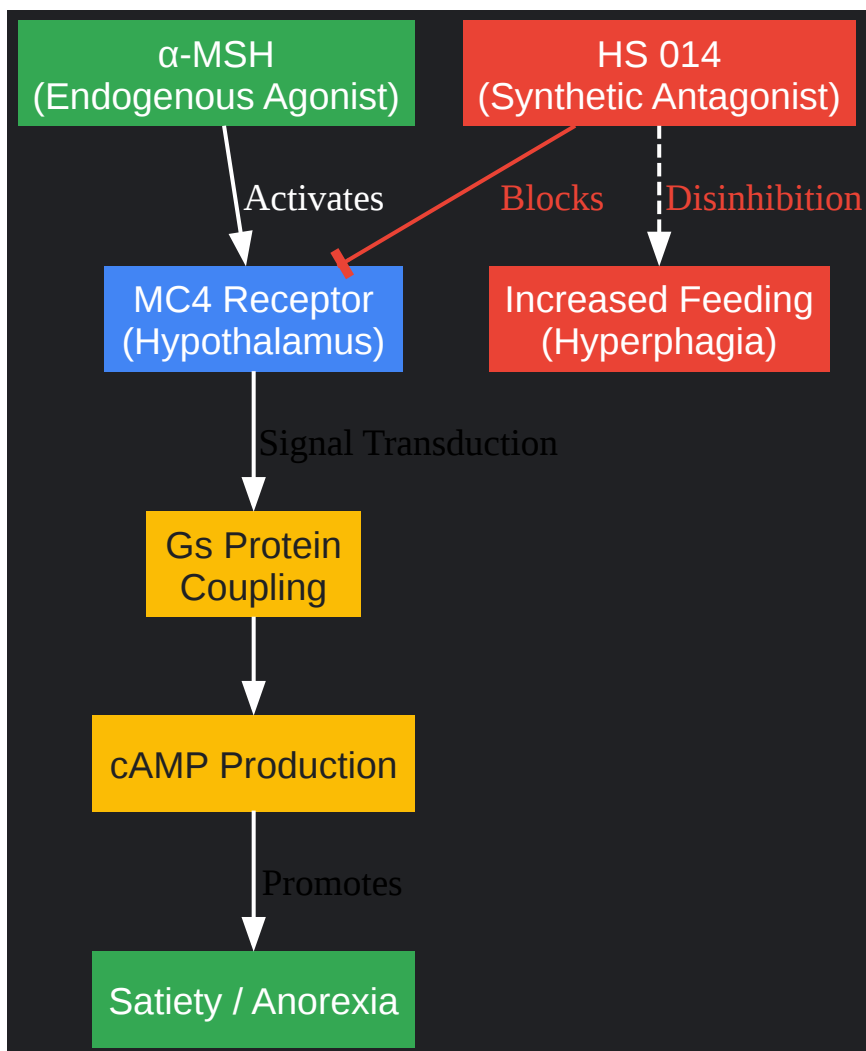 α-MSH
(Endogenous Agonist)
HS 014
(Synthetic Antagonist)
Activates
Blocks
Disinhibition
MC4 Receptor
(Hypothalamus)
Increased Feeding
(Hyperphagia)
Signal Transduction
Gs Protein
Coupling
cAMP Production
Promotes
Satiety / Anorexia